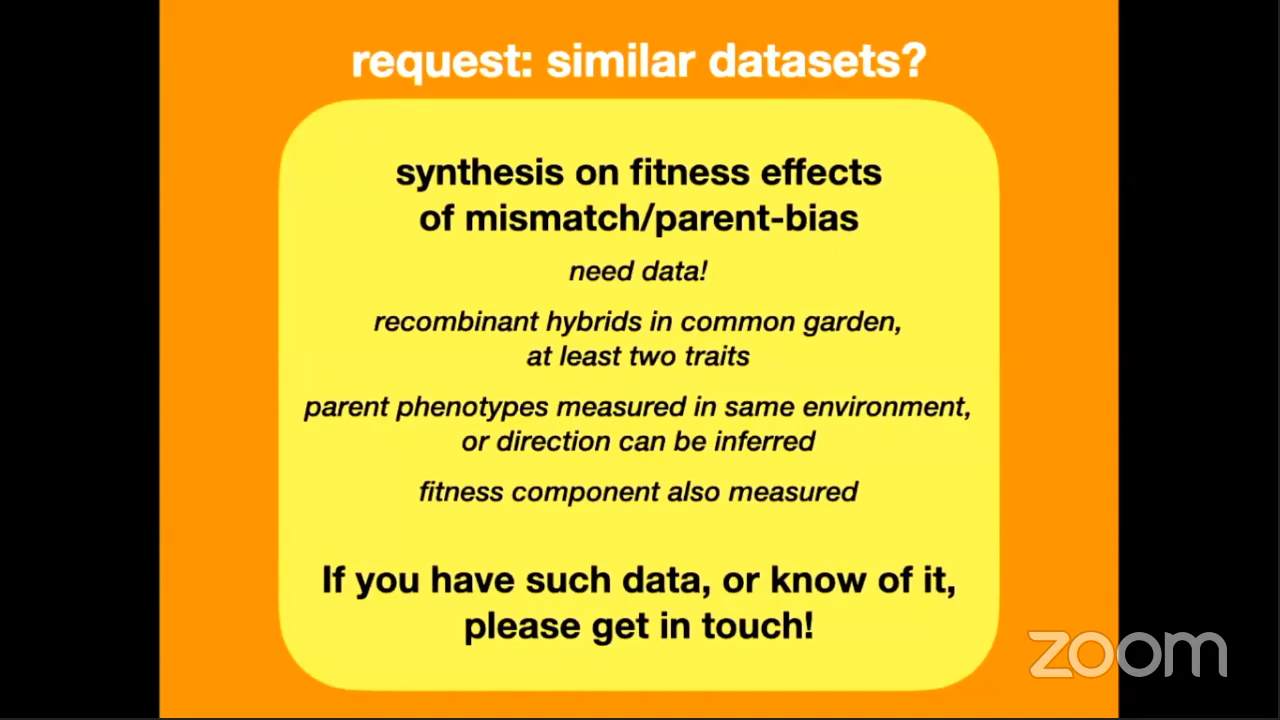 request: similar datasets?
synthesis on fitness effects
of mismatch/parent-bias
need data!
recombinant hybrids in common garden,
at least two traits
parent phenotypes measured in same environment,
or direction can be inferred
fitness component also measured
If you have such data, or know of it,
please get in touch!
zoom